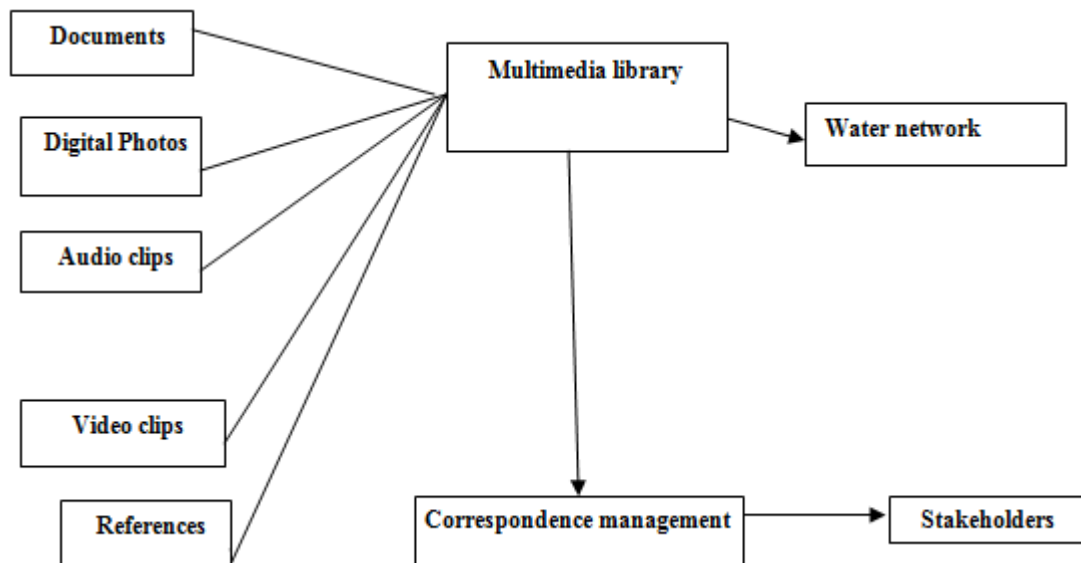 Documents
Multimedia library
Water network
Digital Photos
Audio clips
Video clips
References
Correspondence management
Stakeholders